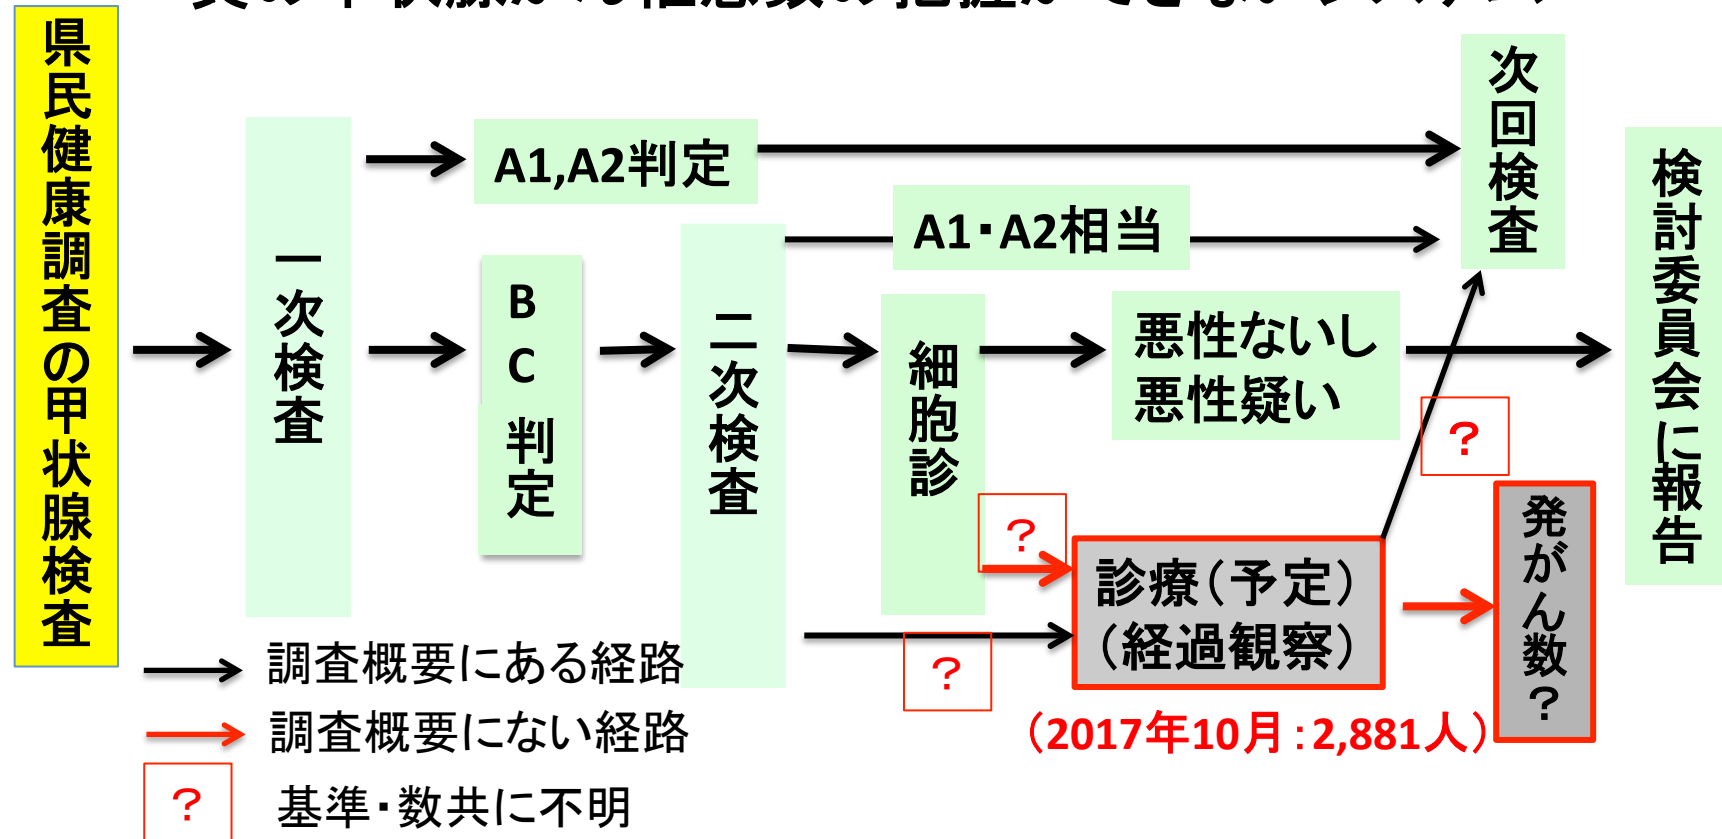 県民健康調査の甲状腺検査
一次検査
A1,A2判定
B
C
判定
二次検査
A1・A2相当
細胞診
悪性ないし
悪性疑い
次回検査
検討委員会に報告
?
?
?
診療(予定)
(経過観察)
発がん数?
(2017年10月:2,881人)
調査概要にある経路
調査概要にない経路
? 基準・数共に不明